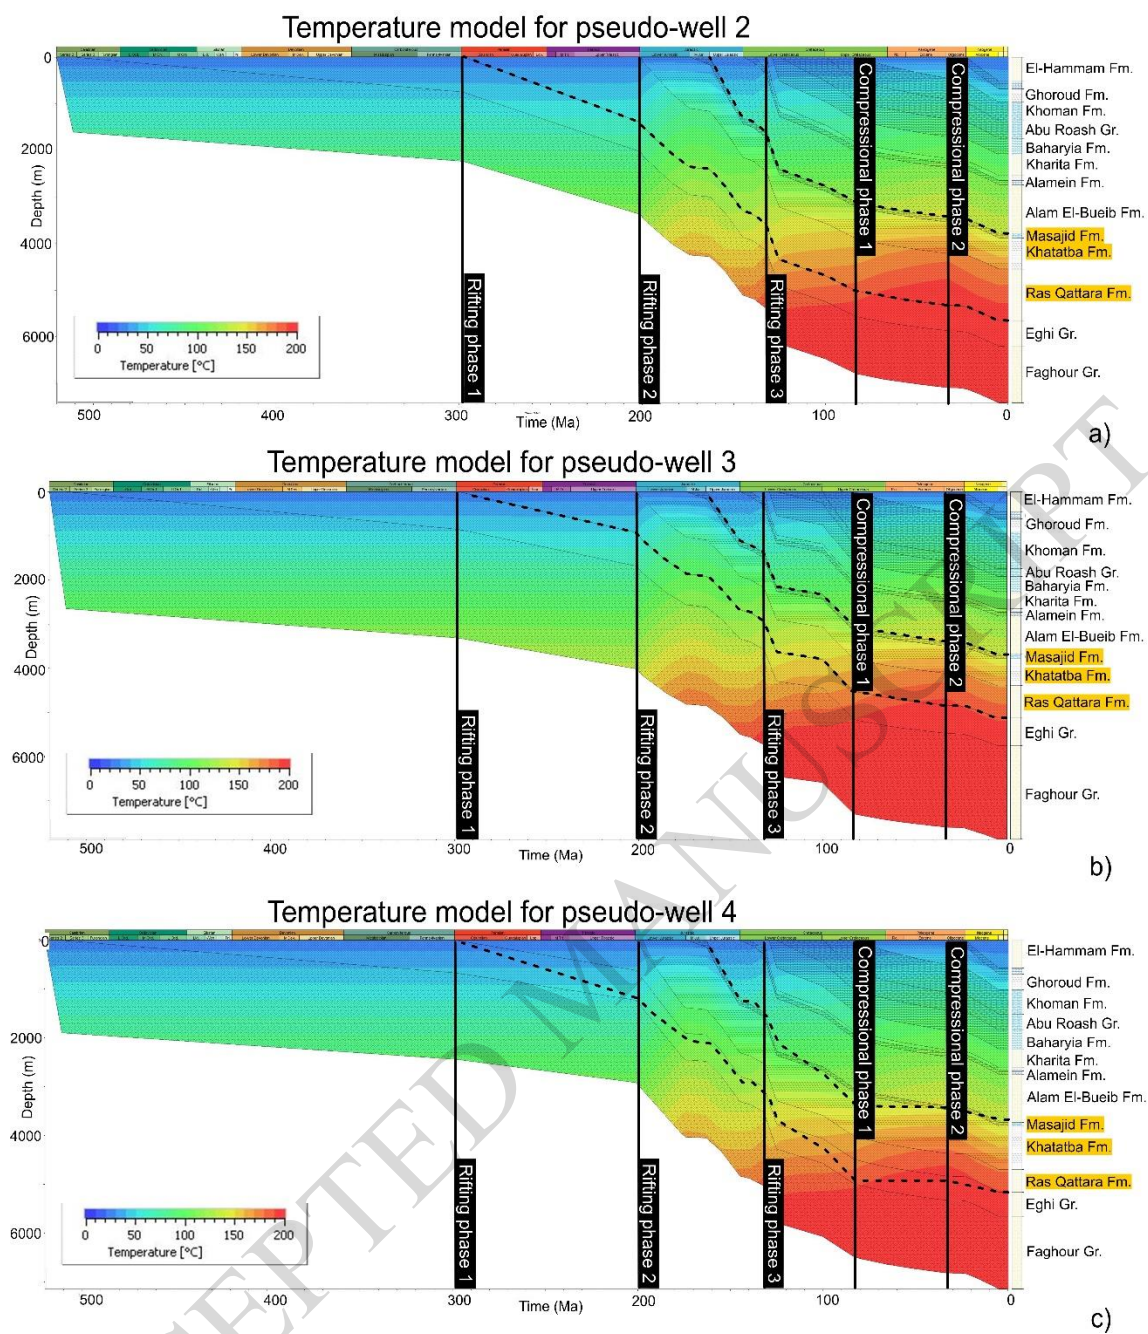 Temperature model for pseudo-well 2
0
2000
4000
6000
Depth (m)
Rifting phase 1
Rifting phase 2
Rifting phase 3
Compressional phase 1
Compressional phase 2
El-Hammam Fm.
Ghoroud Fm.
Khoman Fm.
Abu Roash Gr.
Baharyia Fm.
Kharita Fm.
Alamein Fm.
Alam El-Bueib Fm.
Masajid Fm.
Khatatba Fm.
Ras Qattara Fm.
Eghi Gr.
Faghour Gr.
0 50 100 150 200
Temperature [°C]
500 400 300 200 100 0
Time (Ma)
a)
Temperature model for pseudo-well 3
0
2000
4000
6000
Depth (m)
Rifting phase 1
Rifting phase 2
Rifting phase 3
Compressional phase 1
Compressional phase 2
El-Hammam Fm.
Ghoroud Fm.
Khoman Fm.
Abu Roash Gr.
Baharyia Fm.
Kharita Fm.
Alamein Fm.
Alam El-Bueib Fm.
Masajid Fm.
Khatatba Fm.
Ras Qattara Fm.
Eghi Gr.
Faghour Gr.
0 50 100 150 200
Temperature [°C]
500 400 300 200 100 0
Time (Ma)
b)
Temperature model for pseudo-well 4
0
2000
4000
6000
Depth (m)
Rifting phase 1
Rifting phase 2
Rifting phase 3
Compressional phase 1
Compressional phase 2
El-Hammam Fm.
Ghoroud Fm.
Khoman Fm.
Abu Roash Gr.
Baharyia Fm.
Kharita Fm.
Alamein Fm.
Alam El-Bueib Fm.
Masajid Fm.
Khatatba Fm.
Ras Qattara Fm.
Eghi Gr.
Faghour Gr.
0 50 100 150 200
Temperature [°C]
500 400 300 200 100 0
Time (Ma)
c)
EPTED MANUSCRIPT